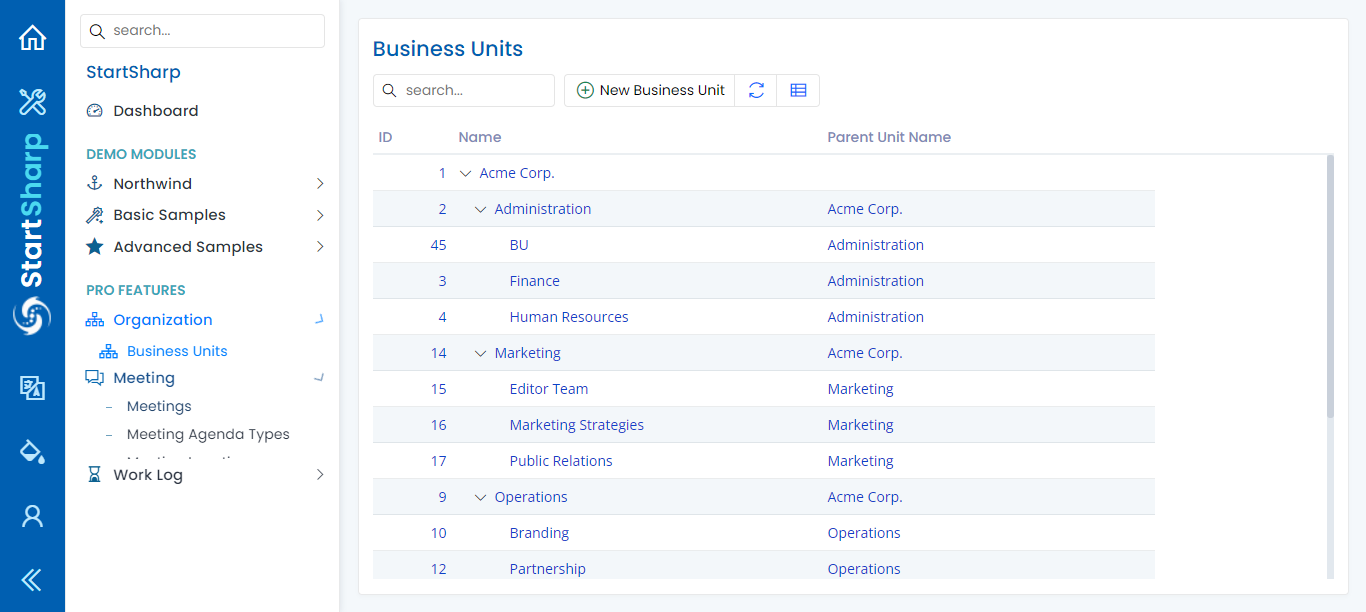 StartSharp
search...
StartSharp
Dashboard
DEMO MODULES
Northwind
Basic Samples
Advanced Samples
PRO FEATURES
Organization
Business Units
Meeting
Meetings
Meeting Agenda Types
Work Log
Business Units
search... New Business Unit
ID Name Parent Unit Name
1 Acme Corp.
2 Administration Acme Corp.
45 BU Administration
3 Finance Administration
4 Human Resources Administration
14 Marketing Acme Corp.
15 Editor Team Marketing
16 Marketing Strategies Marketing
17 Public Relations Marketing
9 Operations Acme Corp.
10 Branding Operations
12 Partnership Operations